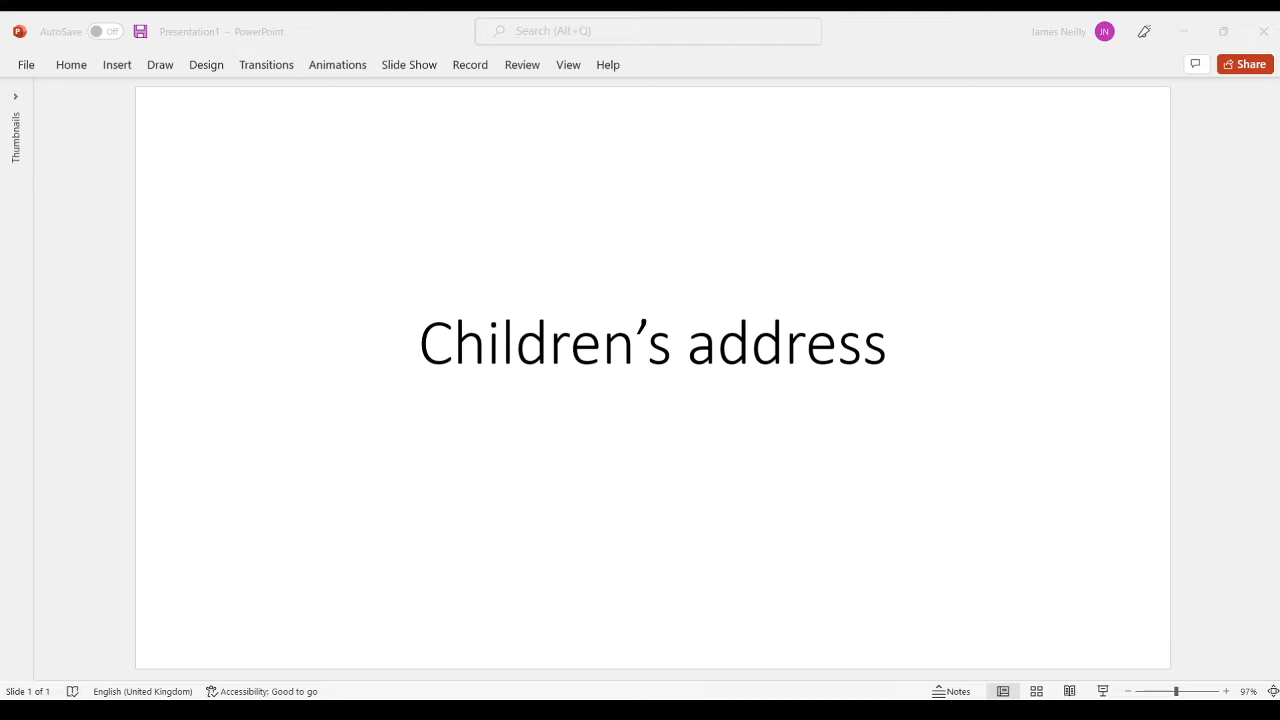 AutoSave Off Presentation1 - PowerPoint Search (Alt+Q) James Neilly JN
File Home Insert Draw Design Transitions Animations Slide Show Record Review View Help Share
Thumbnails
Children’s address
Slide 1 of 1 English (United Kingdom) Accessibility: Good to go Notes 97%